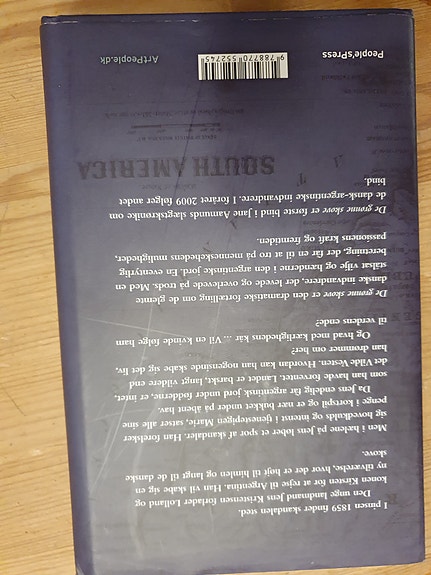 I pinsen 1859 finder skandalen sted.
Den unge landmand Jens Kristensen forlader Lolland og
konen Kirsten for at rejse til Argentina. Han vil skabe sig en
ny tilværelse, hvor der er højt til himlen og langt til de danske
skove.
Men i hælene på Jens løber et spor af skandaler. Han forelsker
sig hovedkulds og intenst i tjenestepigen Marie, satser alle sine
penge i kortspil og er nær bukket under på åbent hav.
Da Jens endelig får argentinsk jord under fødderne, er intet,
som han havde forventet. Landet er barskt, langt vildere end
det Vilde Vesten. Hvordan kan han nogensinde skabe sig det liv,
han drømmer om her?
Og hvad med kærlighedens kår ... Vil en kvinde følge ham
til verdens ende?
De grønne skove er den dramatiske fortælling om de glemte
danske indvandrere, der levede og overlevede på trods. Med en
stålsat vilje og hænderne i den argentinske jord. En eventyrlig
beretning, der får en til at tro på menneskehedens muligheder,
passionens kraft og fremtiden.
De grønne skove er første bind i Jane Aamunds slægtskrønike om
de dansk-argentinske indvandrere. I foråret 2009 følger andet
bind.
SOUTH AMERICA
People'sPress
9 788770 552745
ArtPeople.dk